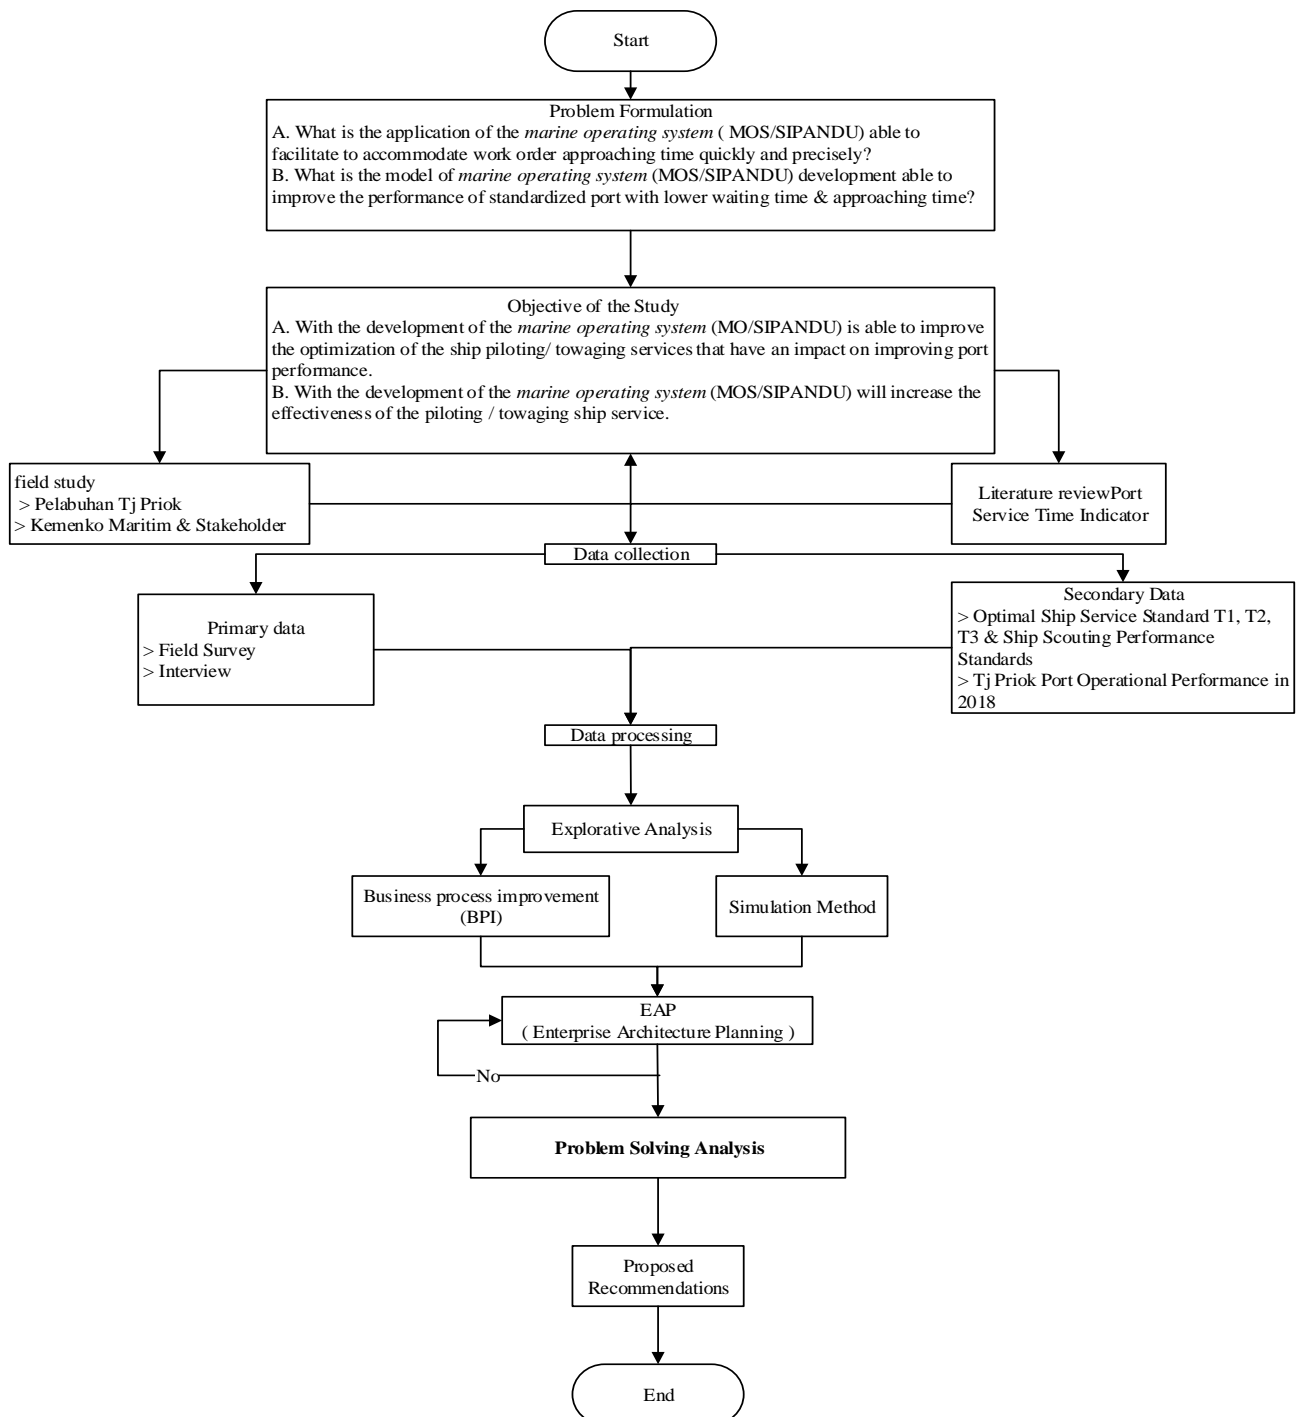 Start
Problem Formulation
A. What is the application of the marine operating system ( MOS/SIPANDU) able to
facilitate to accommodate work order approaching time quickly and precisely?
B. What is the model of marine operating system (MOS/SIPANDU) development able to
improve the performance of standardized port with lower waiting time & approaching time?
Objective of the Study
A. With the development of the marine operating system (MO/SIPANDU) is able to improve
the optimization of the ship piloting/ towaging services that have an impact on improving port
performance.
B. With the development of the marine operating system (MOS/SIPANDU) will increase the
effectiveness of the piloting / towaging ship service.
field study
> Pelabuhan Tj Priok
> Kemenko Maritim & Stakeholder
Literature reviewPort
Service Time Indicator
Data collection
Primary data
> Field Survey
> Interview
Secondary Data
> Optimal Ship Service Standard T1, T2,
T3 & Ship Scouting Performance
Standards
> Tj Priok Port Operational Performance in
2018
Data processing
Explorative Analysis
Business process improvement
(BPI)
Simulation Method
EAP
( Enterprise Architecture Planning )
No
Problem Solving Analysis
Proposed
Recommendations
End